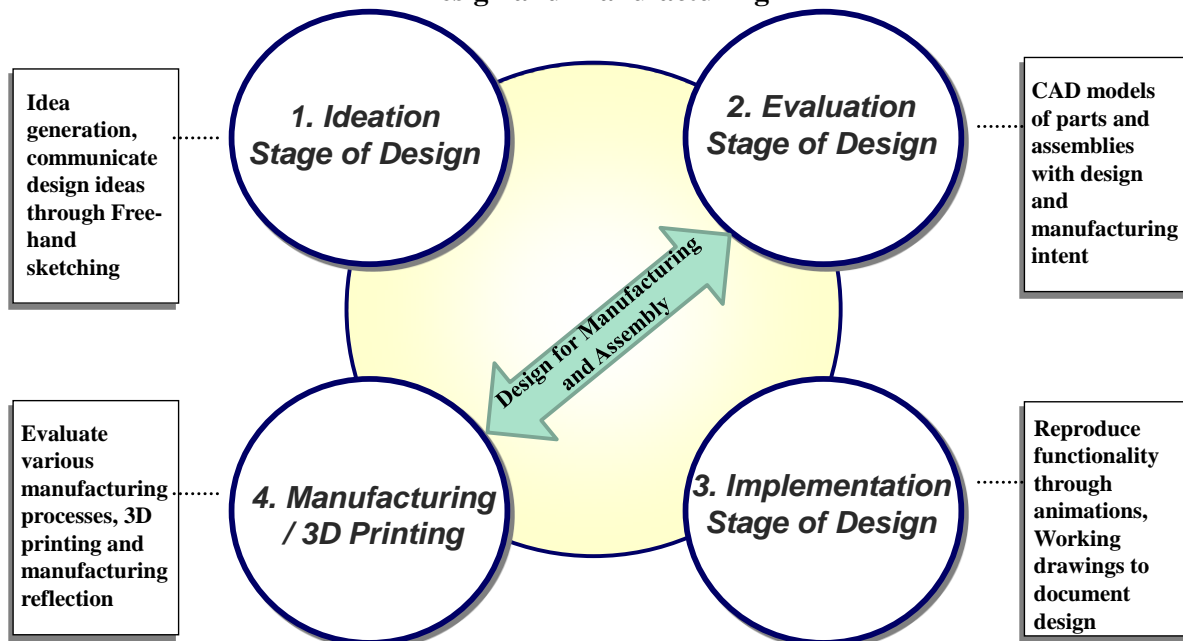 Idea
generation,
communicate
design ideas
through Free-
hand
sketching
1. Ideation
Stage of Design
2. Evaluation
Stage of Design
CAD models
of parts and
assemblies
with design
and
manufacturing
intent
Design for Manufacturing
and Assembly
Evaluate
various
manufacturing
processes, 3D
printing and
manufacturing
reflection
4. Manufacturing
/ 3D Printing
3. Implementation
Stage of Design
Reproduce
functionality
through
animations,
Working
drawings to
document
design